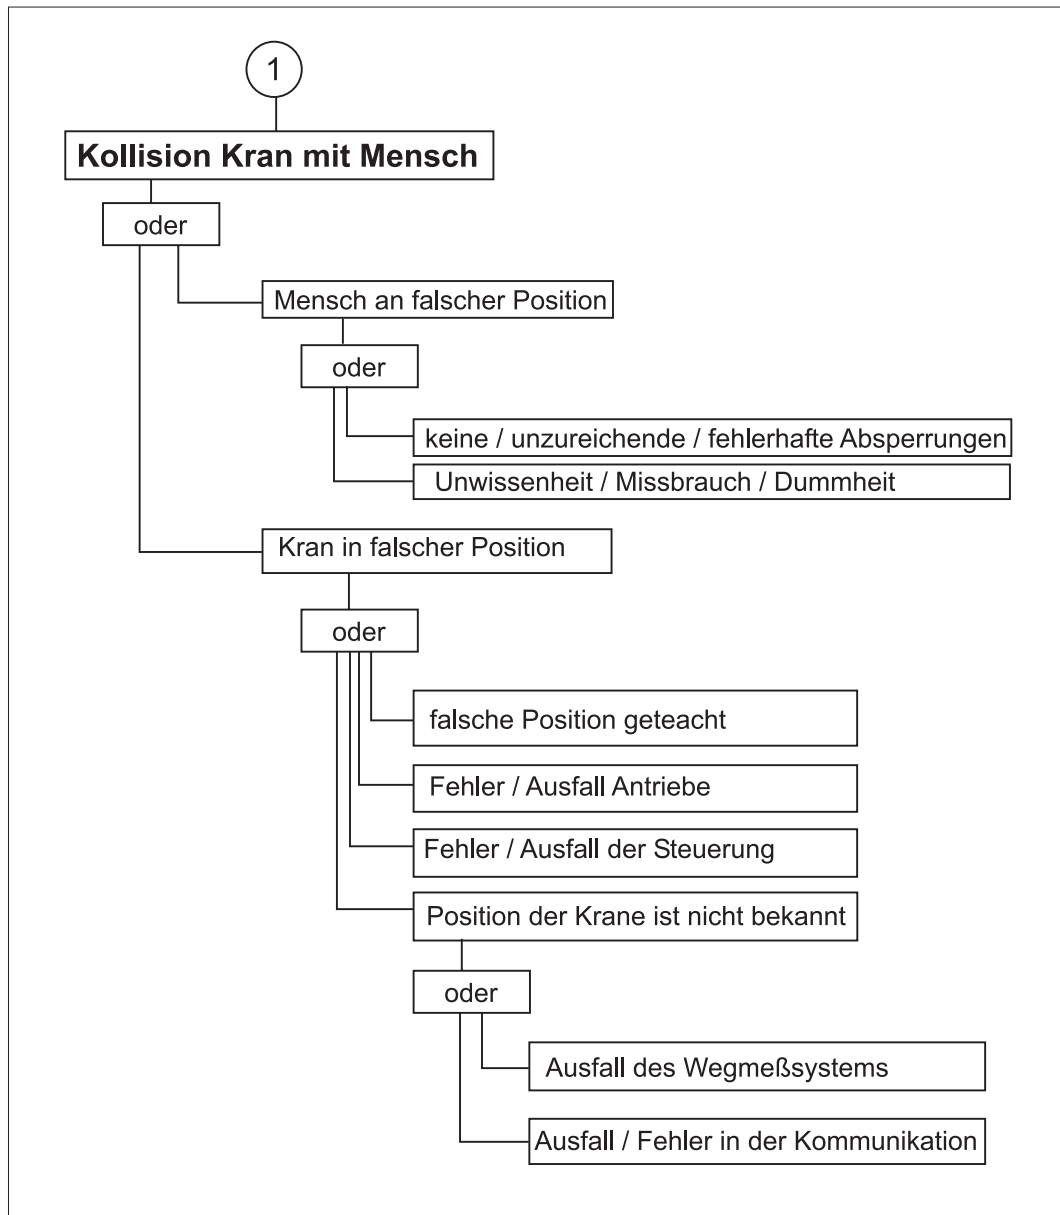 1
Kollision Kran mit Mensch
oder
Mensch an falscher Position
oder
keine / unzureichende / fehlerhafte Absperrungen
Unwissenheit / Missbrauch / Dummheit
Kran in falscher Position
oder
falsche Position geteacht
Fehler / Ausfall Antriebe
Fehler / Ausfall der Steuerung
Position der Krane ist nicht bekannt
oder
Ausfall des Wegmeßsystems
Ausfall / Fehler in der Kommunikation